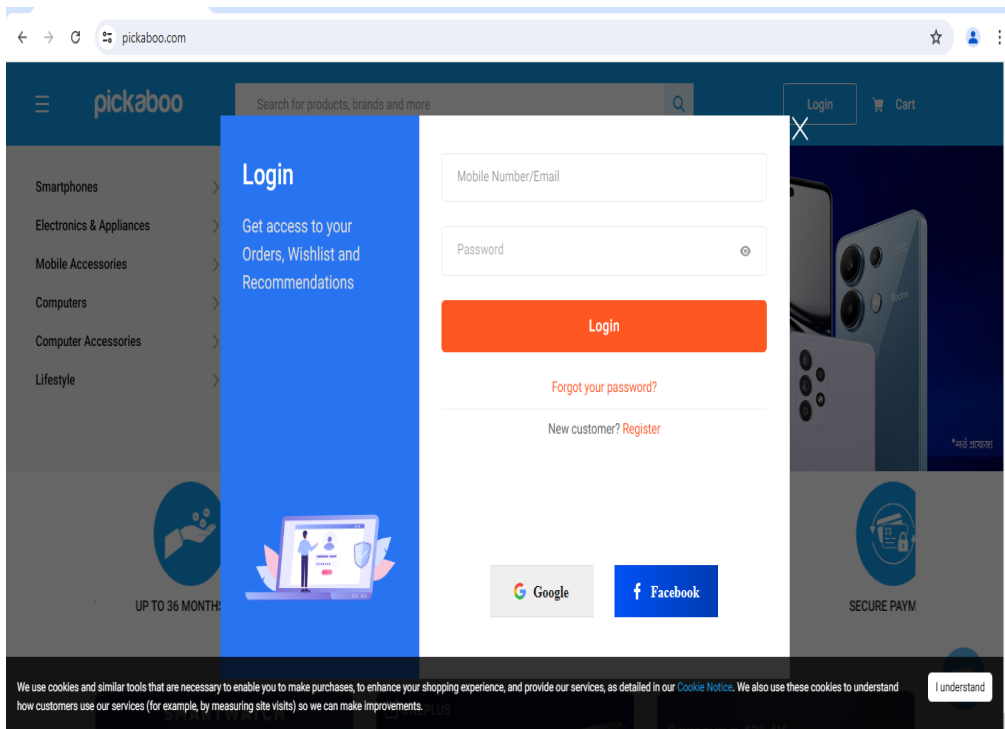 pickaboo.com
pickaboo
Search for products, brands and more
Login
Cart
Smartphones
Electronics & Appliances
Mobile Accessories
Computers
Computer Accessories
Lifestyle
Login
Get access to your
Orders, Wishlist and
Recommendations
Mobile Number/Email
Password
Login
Forgot your password?
New customer? Register
Google
Facebook
Redmi
*শর্ত প্রযোজ্য
UP TO 36 MONTHS
SECURE PAYM
We use cookies and similar tools that are necessary to enable you to make purchases, to enhance your shopping experience, and provide our services, as detailed in our Cookie Notice. We also use these cookies to understand
how customers use our services (for example, by measuring site visits) so we can make improvements.
I understand
SMARTWATCH